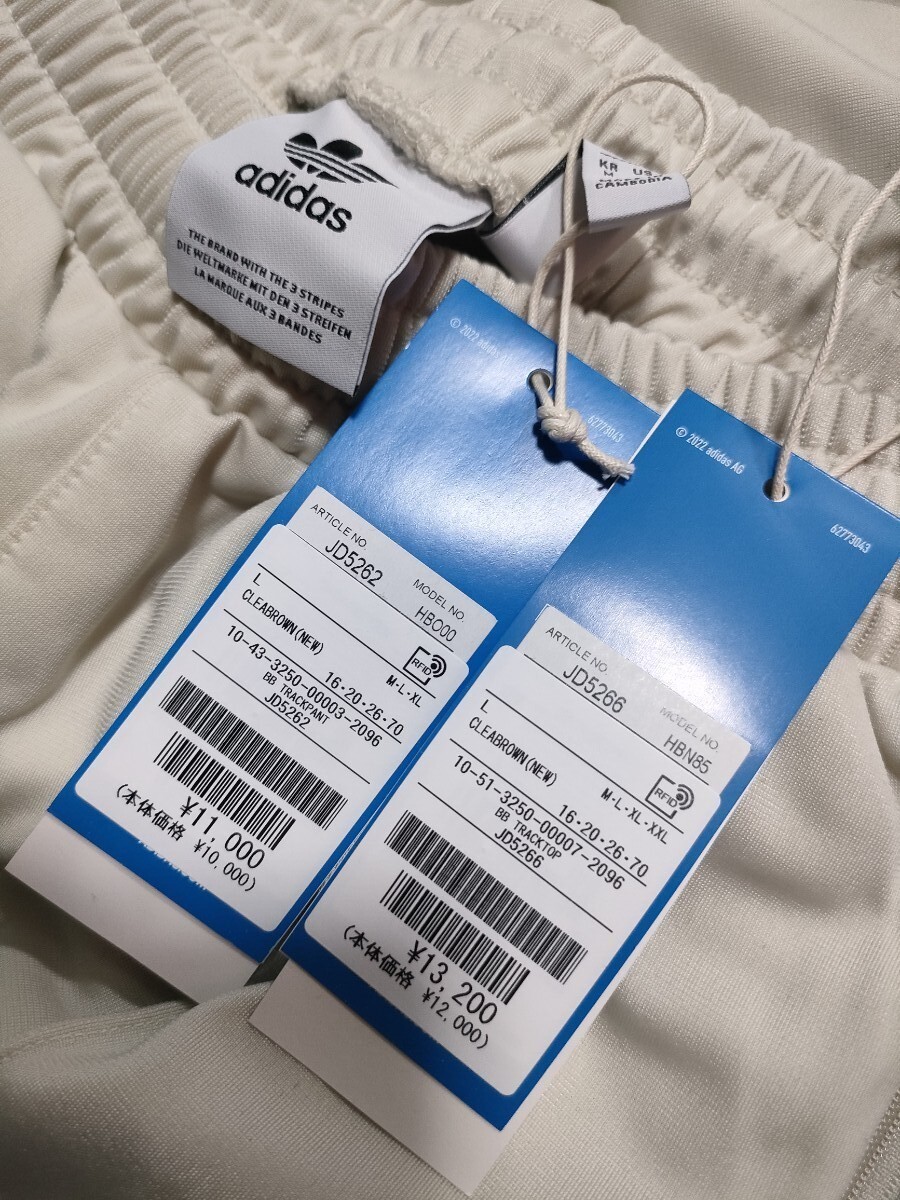 adidas
THE BRAND WITH THE 3 STRIPES
DIE WELTMARKE MIT DEN 3 STREIFEN
LA MARQUE AUX 3 BANDES
KR US
M
CAMBODIA
© 2022 adidas
62773043
ARTICLE NO.
JD5262
MODEL NO.
HBO00
RFID
L
M-L-XL
CLEABROWN(NEW)
16-20-26-70
10-43-3250-00003-2096
BB TRACKPANT
JD5262
¥11,000
(本体価格 ¥10,000)
© 2022 adidas AG
62773043
ARTICLE NO.
JD5266
MODEL NO.
HBN85
RFID
L
M-L-XL-XXL
CLEABROWN(NEW)
16-20-26-70
10-51-3250-00007-2096
BB TRACKTOP
JD5266
¥13,200
(本体価格 ¥12,000)